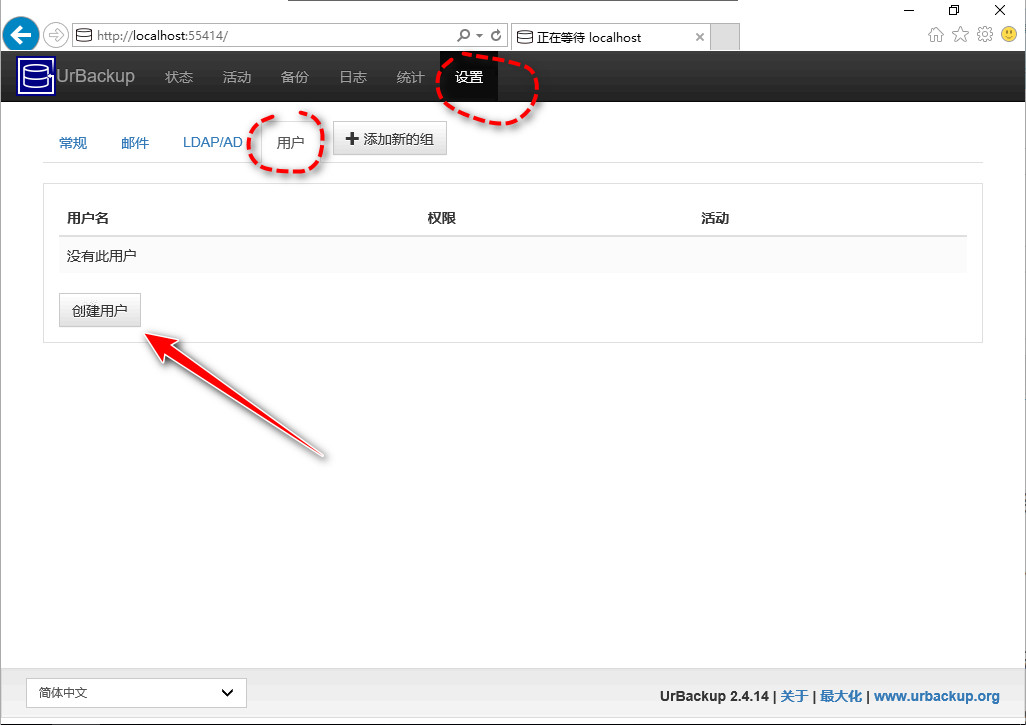 http://localhost:55414/
正在等待 localhost
UrBackup 状态 活动 备份 日志 统计 设置
常规 邮件 LDAP/AD 用户 添加新的组
用户名 权限 活动
没有此用户
创建用户
简体中文
UrBackup 2.4.14 | 关于 | 最大化 | www.urbackup.org